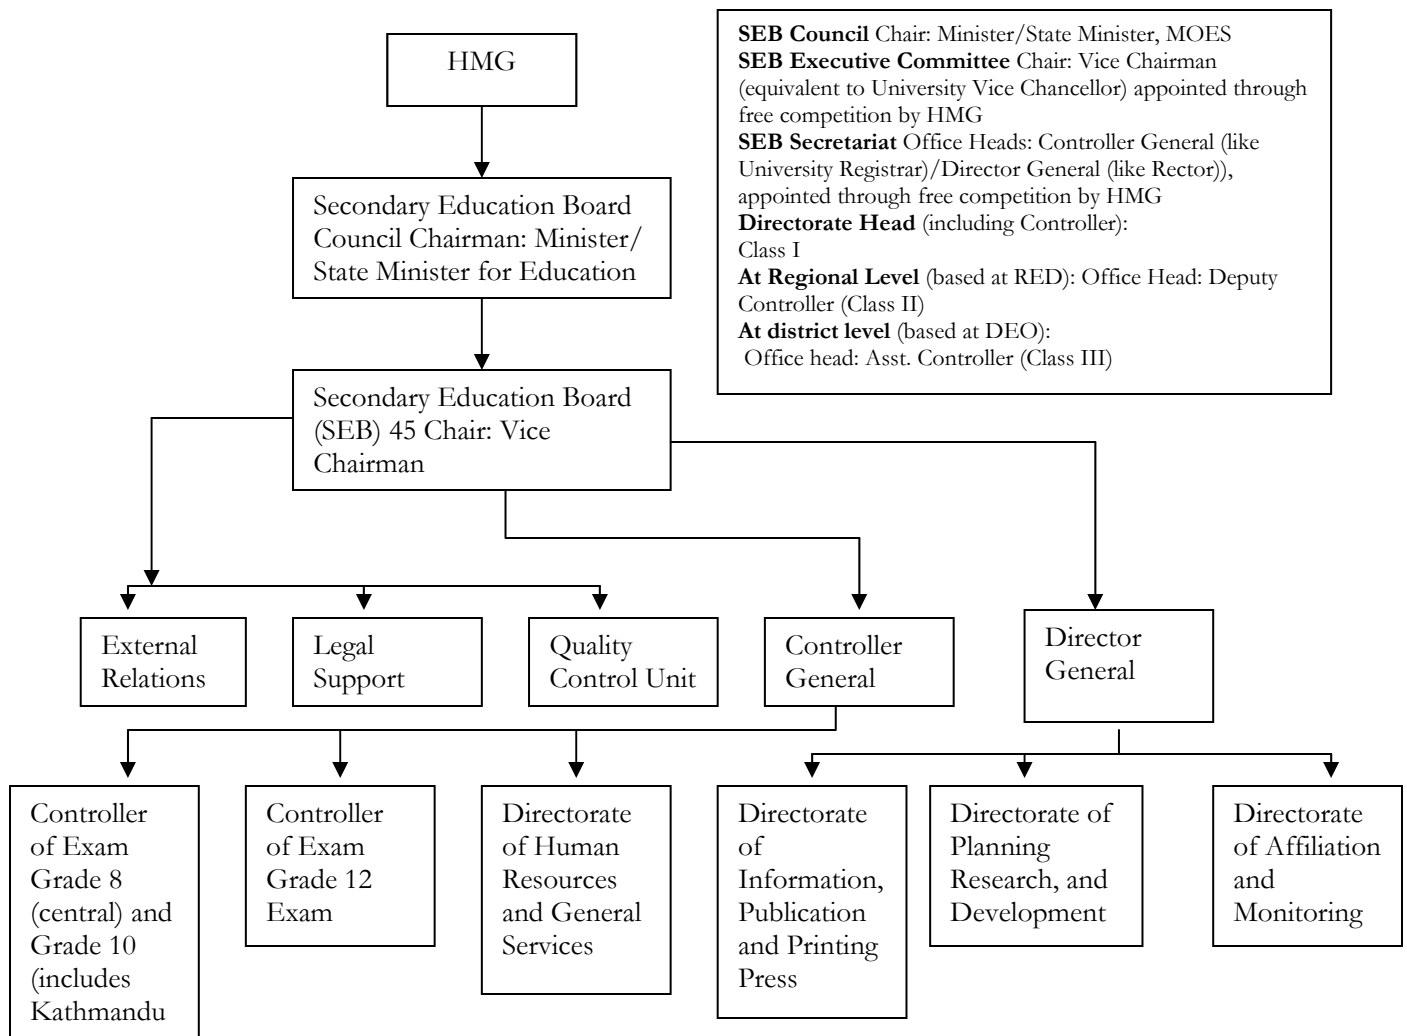 HMG
SEB Council Chair: Minister/State Minister, MOES
SEB Executive Committee Chair: Vice Chairman
(equivalent to University Vice Chancellor) appointed through
free competition by HMG
SEB Secretariat Office Heads: Controller General (like
University Registrar)/Director General (like Rector)),
appointed through free competition by HMG
Directorate Head (including Controller):
Class I
At Regional Level (based at RED): Office Head: Deputy
Controller (Class II)
At district level (based at DEO):
Office head: Asst. Controller (Class III)
Secondary Education Board
Council Chairman: Minister/
State Minister for Education
Secondary Education Board
(SEB) 45 Chair: Vice
Chairman
External
Relations
Legal
Support
Quality
Control Unit
Controller
General
Director
General
Controller
of Exam
Grade 8
(central) and
Grade 10
(includes
Kathmandu
Controller
of Exam
Grade 12
Exam
Directorate
of Human
Resources
and General
Services
Directorate
of
Information,
Publication
and Printing
Press
Directorate of
Planning
Research, and
Development
Directorate
of Affiliation
and
Monitoring